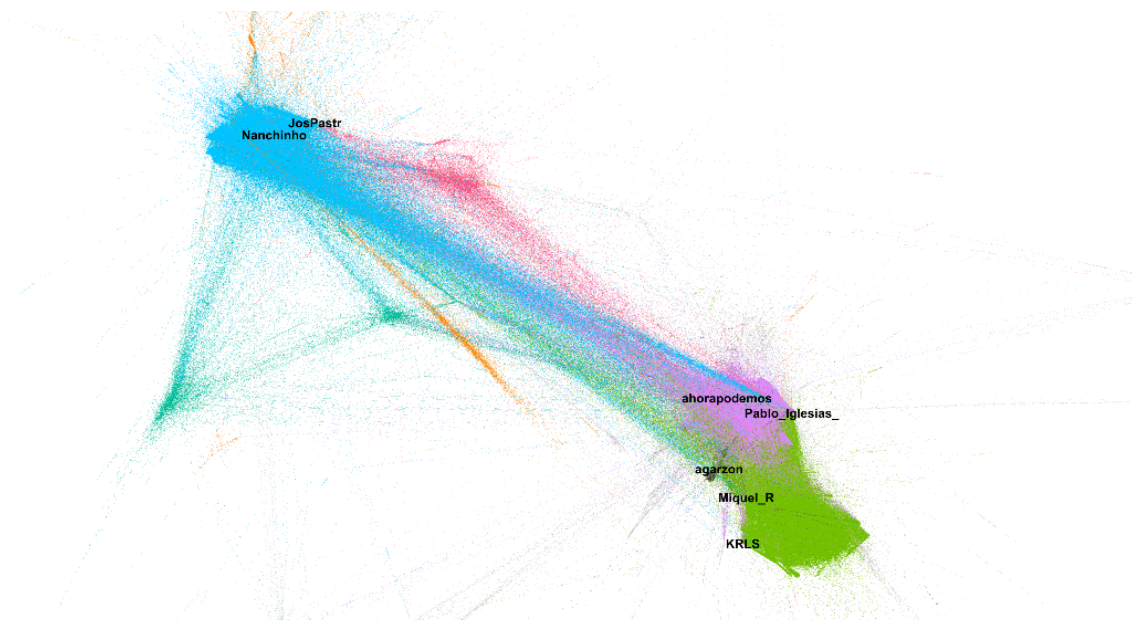 JosPastr
Nanchinho
ahorapodemos
Pablo_Iglesias_
agarzon
Miquel_R
KRLS